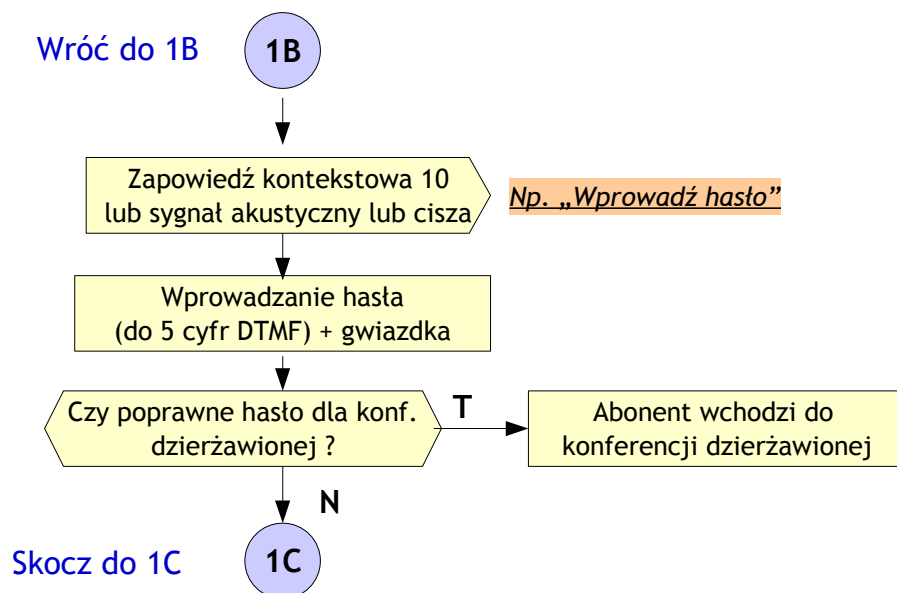 Wróć do 1B
1B
Zapowiedź kontekstowa 10
lub sygnał akustyczny lub cisza
Np. „Wprowadź hasło”
Wprowadzanie hasła
(do 5 cyfr DTMF) + gwiazdka
Czy poprawne hasło dla konf.
dzierżawionej ?
T
Abonent wchodzi do
konferencji dzierżawionej
N
Skocz do 1C
1C